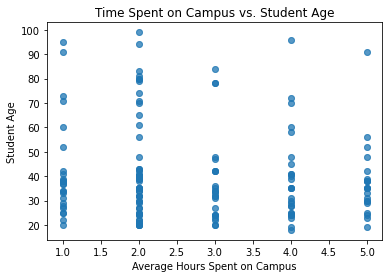 Time Spent on Campus vs. Student Age
Student Age
100
90
80
70
60
50
40
30
20
1.0 1.5 2.0 2.5 3.0 3.5 4.0 4.5 5.0
Average Hours Spent on Campus